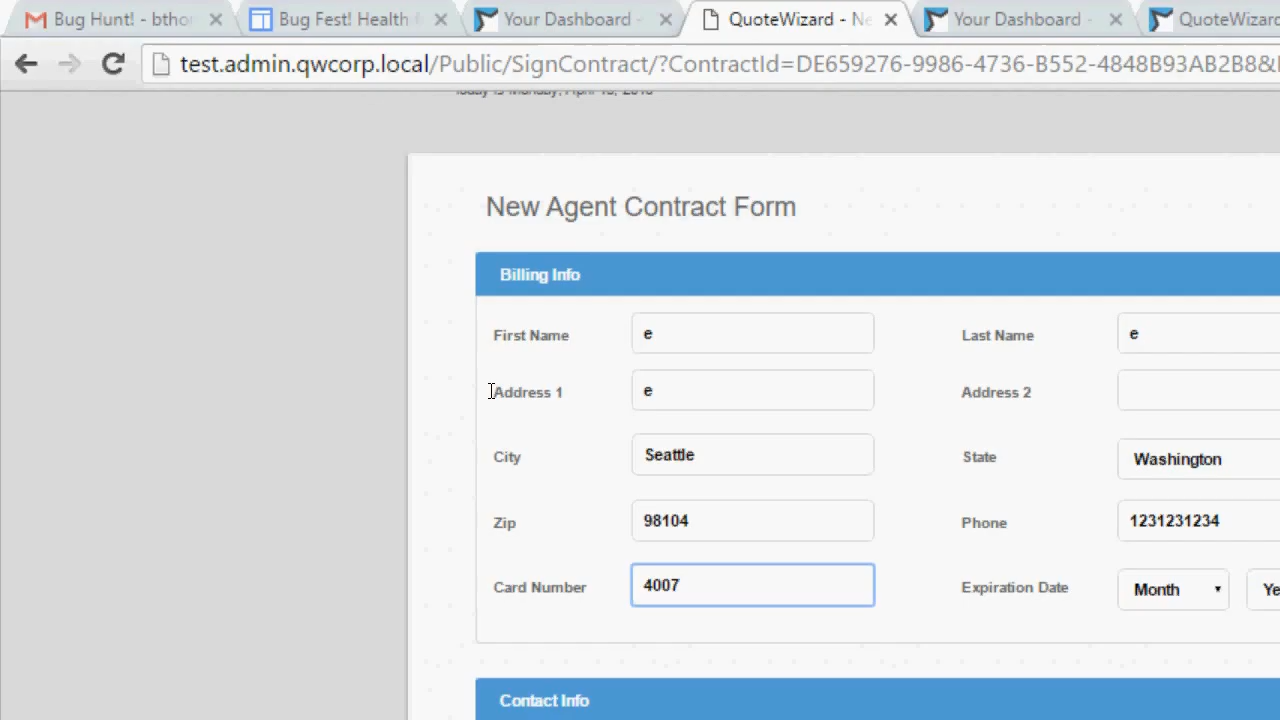 Bug Hunt! - bthor
Bug Fest! Health
Your Dashboard -
QuoteWizard - Ne
Your Dashboard -
QuoteWizard
test.admin.qwcorp.local/Public/SignContract/?ContractId=DE659276-9986-4736-B552-4848B93AB2B8&
New Agent Contract Form
Billing Info
First Name e Last Name e
Address 1 e Address 2
City Seattle State Washington
Zip 98104 Phone 1231231234
Card Number 4007 Expiration Date Month Ye
Contact Info